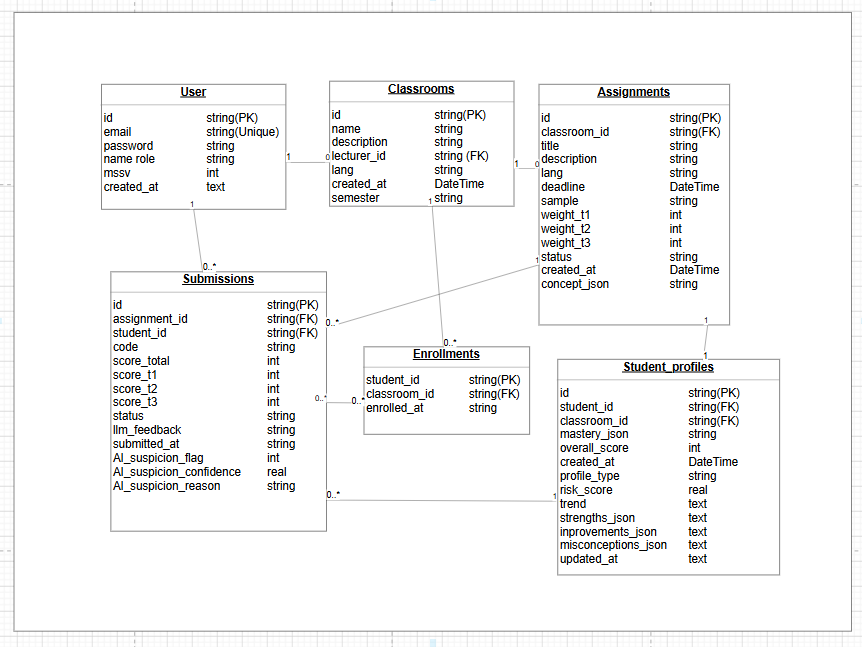 User
id string(PK)
email string(Unique)
password string
name role string
mssv int
created_at text
1
1
0
Classrooms
id string(PK)
name string
description string
lecturer_id string (FK)
lang string
created_at DateTime
semester string
1
1
0
Assignments
id string(PK)
classroom_id string(FK)
title string
description string
lang string
deadline DateTime
sample string
weight_t1 int
weight_t2 int
weight_t3 int
status string
created_at DateTime
concept_json string
1
1
1
0..*
Submissions
id string(PK)
assignment_id string(FK)
student_id string(FK)
code string
score_total int
score_t1 int
score_t2 int
score_t3 int
status string
llm_feedback string
submitted_at string
AI_suspicion_flag int
AI_suspicion_confidence real
AI_suspicion_reason string
0..*
0..*
0..*
0..*
0..*
Enrollments
student_id string(PK)
classroom_id string(FK)
enrolled_at string
Student_profiles
id string(PK)
student_id string(FK)
classroom_id string(FK)
mastery_json string
overall_score int
created_at DateTime
profile_type string
risk_score real
trend text
strengths_json text
inprovements_json text
misconceptions_json text
updated_at text
1